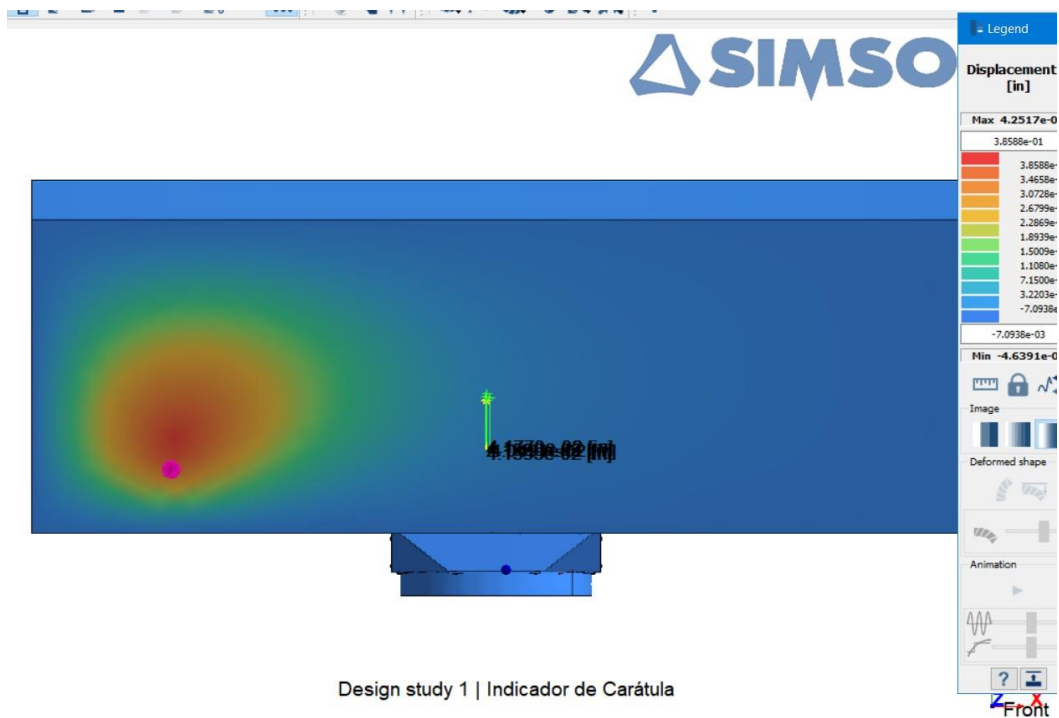 Legend
SIMSO
Displacement
[in]
Max 4.2517e-0
3.8588e-01
3.8588e-
3.4658e-
3.0728e-
2.6799e-
2.2869e-
1.8939e-
1.5009e-
1.1080e-
7.1500e-
3.2203e-
-7.0938e
-7.0938e-03
Min -4.6391e-0
Image
Deformed shape
Animation
?
Design study 1 | Indicador de Carátula
Z X
Front